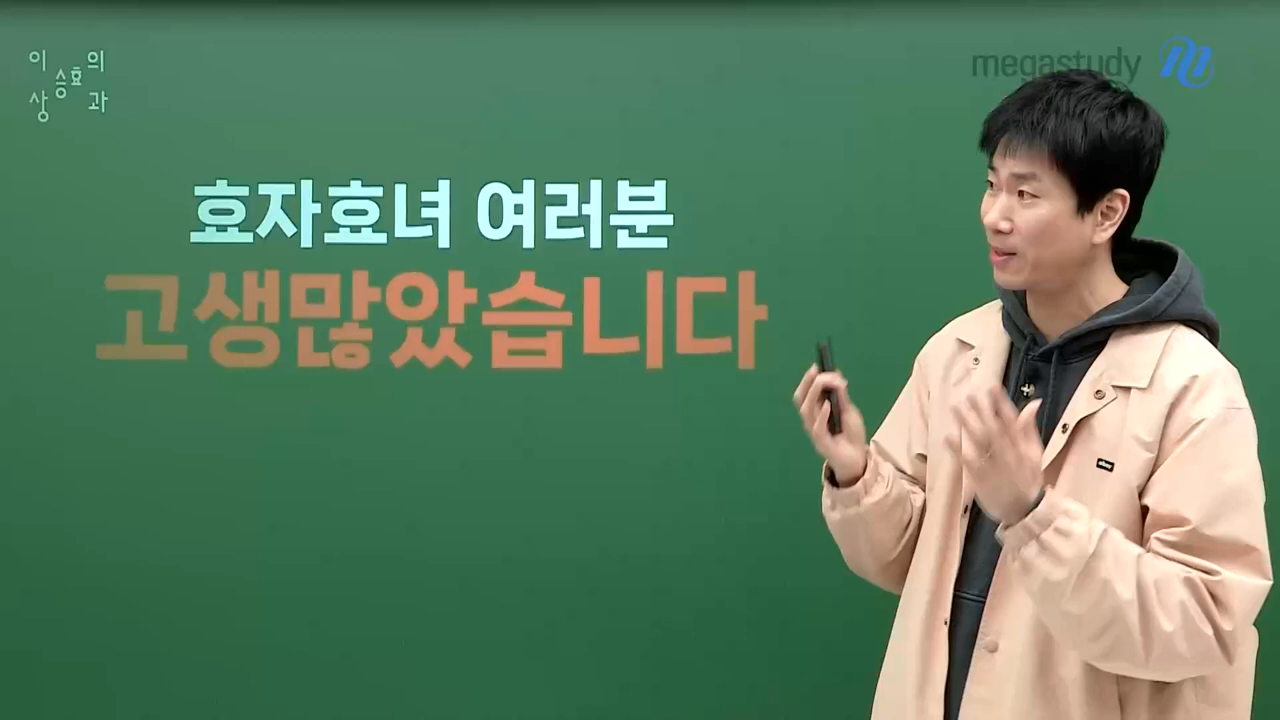 이승효의
상과
megastudy
효자효녀 여러분
고생많았습니다